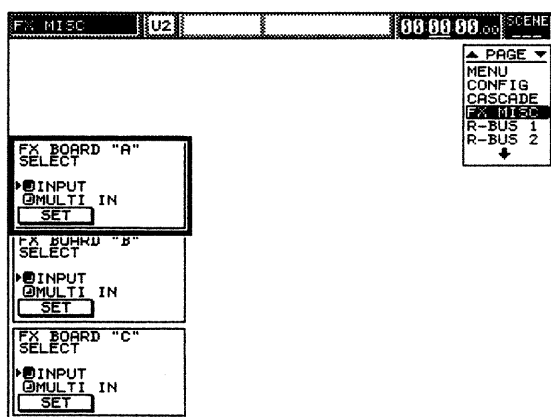 FX MISC U2 00:00:00.00 SCENE
---
▲ PAGE ▼
MENU
CONFIG
CASCADE
FX MISC
R-BUS 1
R-BUS 2
FX BOARD "A"
SELECT
INPUT
MULTI IN
SET
FX BOARD "B"
SELECT
INPUT
MULTI IN
SET
FX BOARD "C"
SELECT
INPUT
MULTI IN
SET